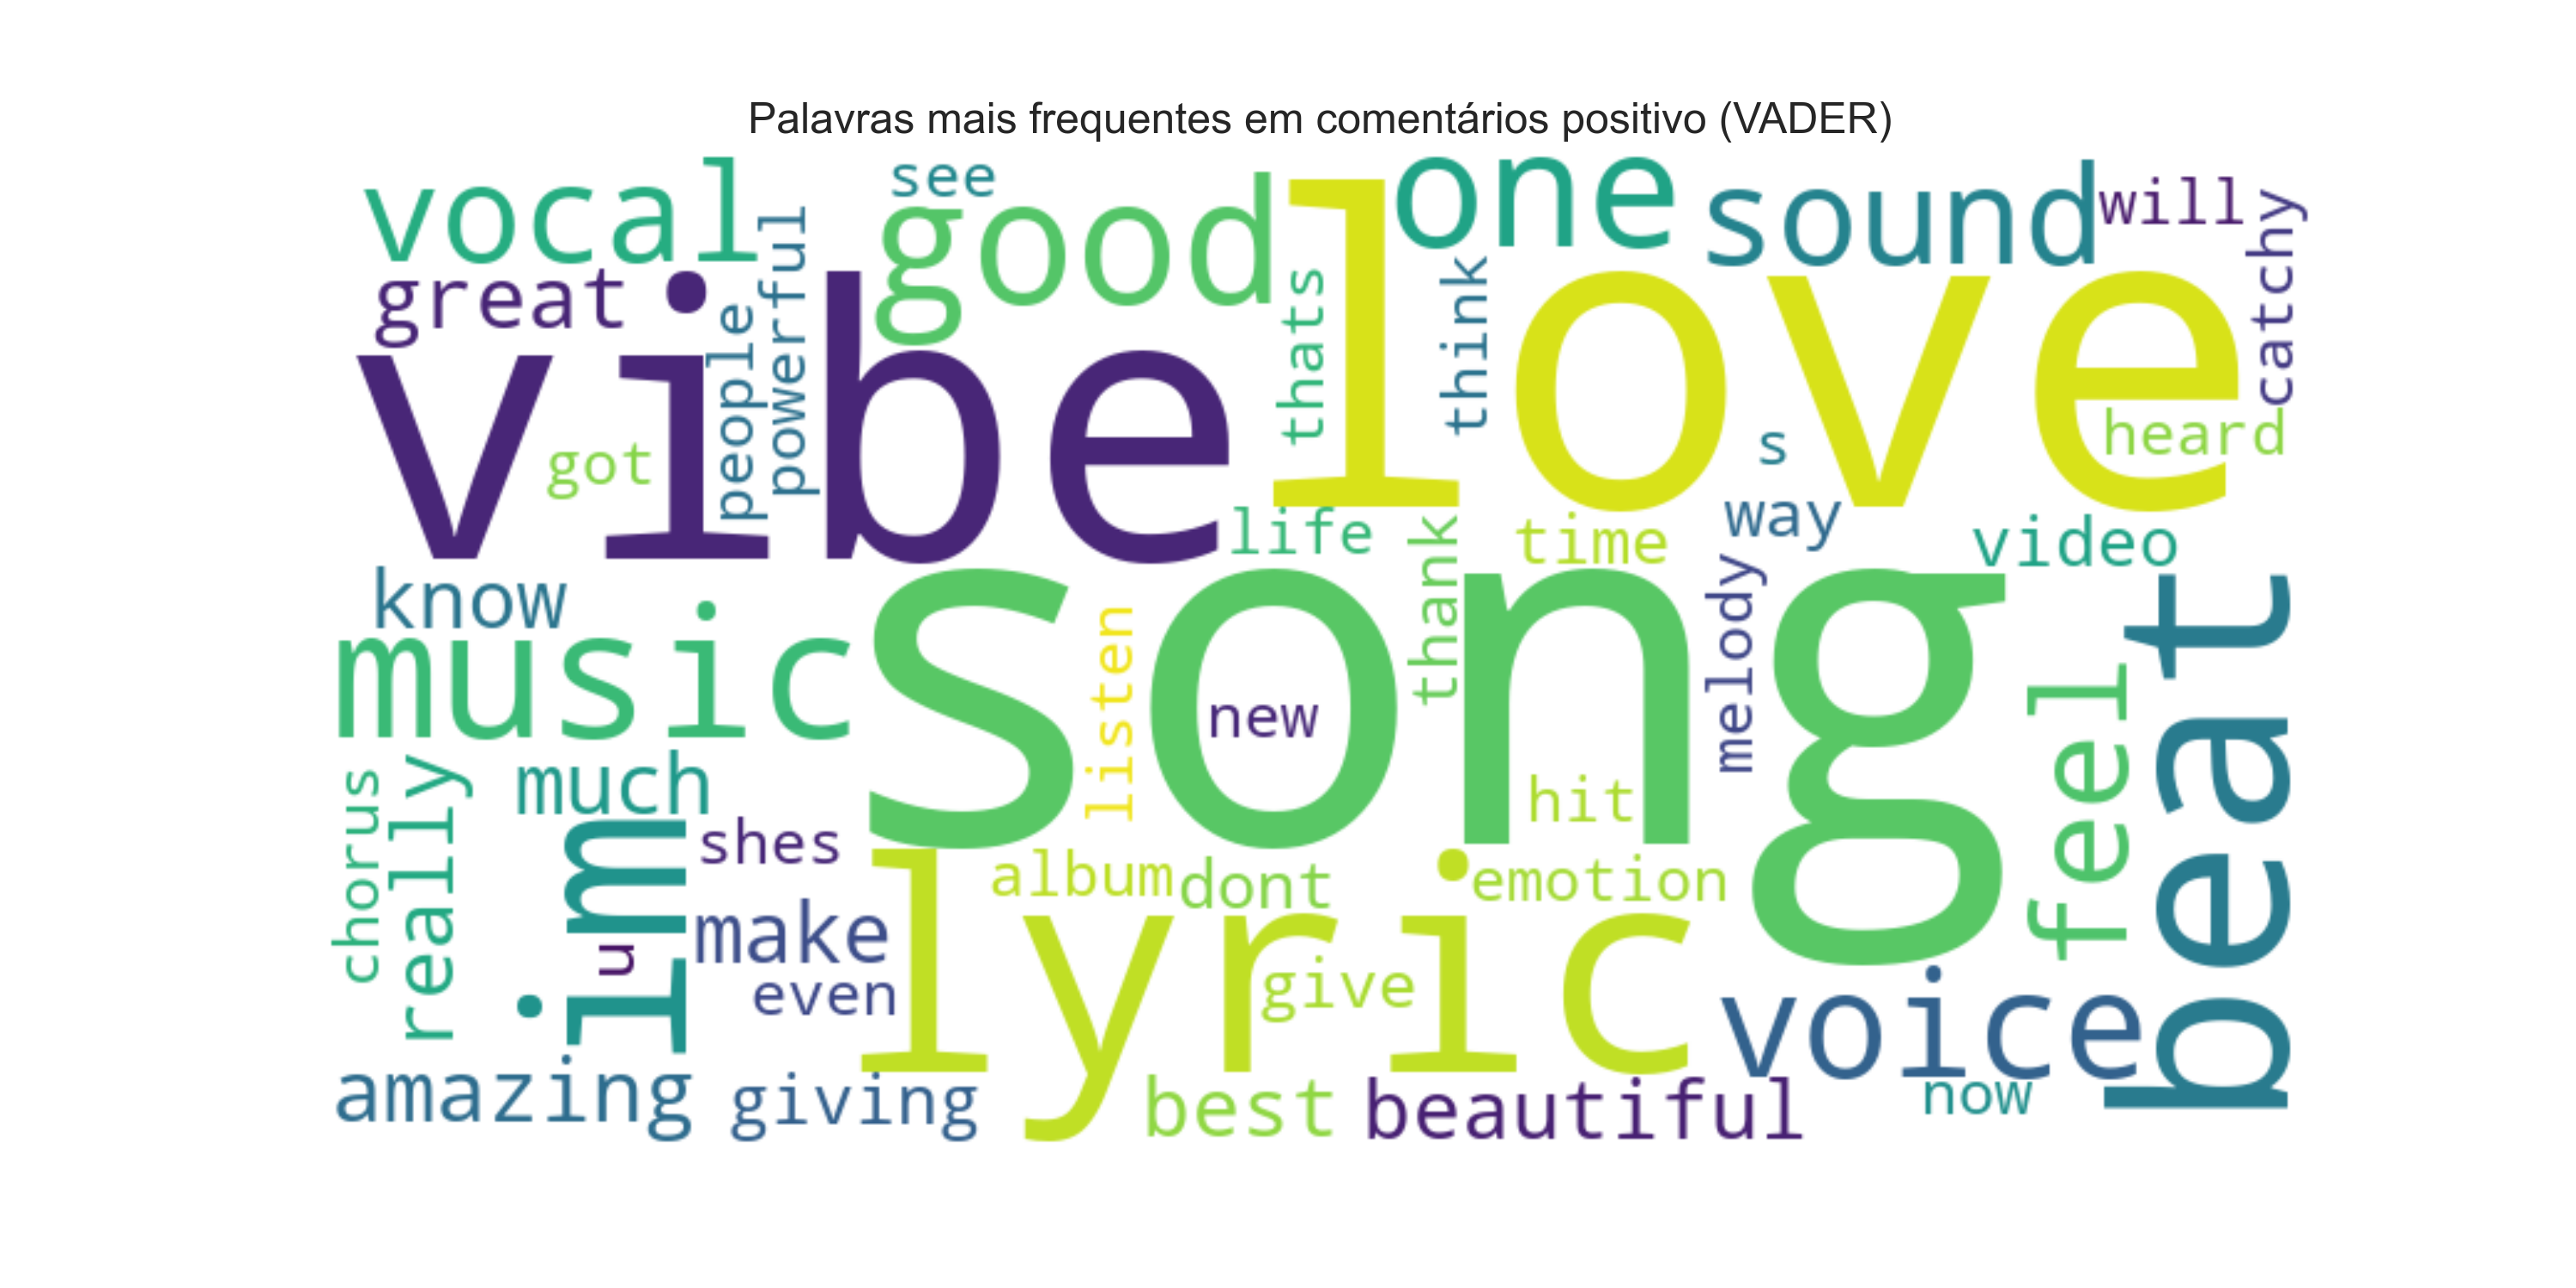 Palavras mais frequentes em comentários positivo (VADER)
vocal
see
good
one
sound
will
catchy
great
powerful
people
thats
think
love
vibe
got
s
heard
life
thank
time
way
video
know
music
song
listen
new
melody
beat
feel
hit
much
chorus
really
im
u
shes
album
dont
emotion
make
even
lyric
give
voice
now
amazing
giving
best
beautiful